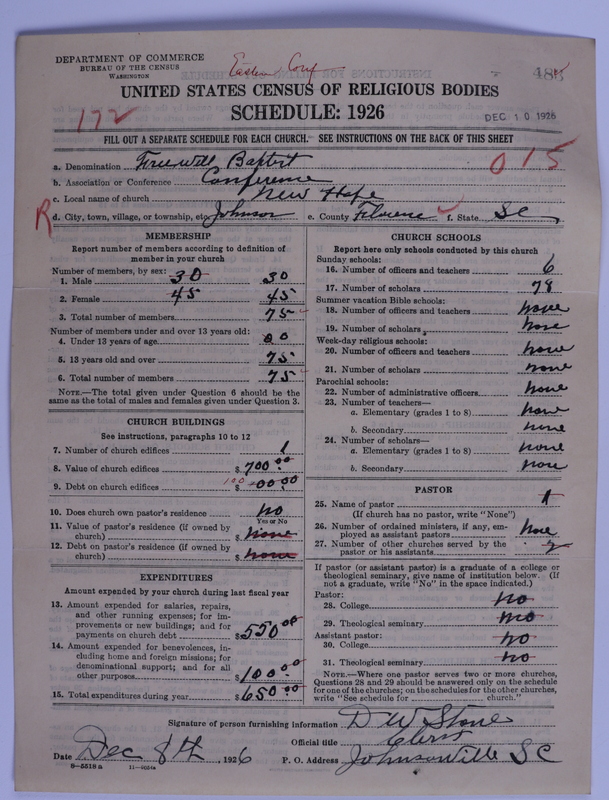 DEPARTMENT OF COMMERCE
BUREAU OF THE CENSUS
WASHINGTON
Eastern Conf
172
UNITED STATES CENSUS OF RELIGIOUS BODIES
SCHEDULE: 1926
DEC 10 1926
FILL OUT A SEPARATE SCHEDULE FOR EACH CHURCH. SEE INSTRUCTIONS ON THE BACK OF THIS SHEET
015
a. Denomination Freewill Baptist
b. Association or Conference Conference
c. Local name of church New Hope
R
d. City, town, village, or township, etc. Johnson e. County Florence f. State SC
MEMBERSHIP
Report number of members according to definition of
member in your church
Number of members, by sex:
1. Male 30 30
2. Female 45 45
3. Total number of members 75
Number of members under and over 13 years old:
4. Under 13 years of age 00
5. 13 years old and over 75
6. Total number of members 75
NOTE.—The total given under Question 6 should be
same as the total of males and females given under Question 3.
CHURCH BUILDINGS
See instructions, paragraphs 10 to 12
7. Number of church edifices 1
8. Value of church edifices $700.00
9. Debt on church edifices $ 100 00.00
10. Does church own pastor's residence? No
Yes or No
11. Value of pastor's residence (if owned by
church) $ None
12. Debt on pastor's residence (if owned by
church) $ none
EXPENDITURES
Amount expended by your church during last fiscal year
13. Amount expended for salaries, repairs,
and other running expenses; for im-
provements or new buildings; and for
payments on church debt $550.00
14. Amount expended for benevolences, in-
cluding home and foreign missions; for
denominational support; and for all
other purposes $100.00
15. Total expenditures during year $650.00
CHURCH SCHOOLS
Report here only schools conducted by this church
Sunday schools:
16. Number of officers and teachers 6
17. Number of scholars 78
Summer vacation Bible schools:
18. Number of officers and teachers none
19. Number of scholars none
Week-day religious schools:
20. Number of officers and teachers none
21. Number of scholars none
Parochial schools:
22. Number of administrative officers none
23. Number of teachers—
a. Elementary (grades 1 to 8) none
b. Secondary none
24. Number of scholars—
a. Elementary (grades 1 to 8) none
b. Secondary none
PASTOR
25. Name of pastor 1
(If church has no pastor, write "None")
26. Number of ordained ministers, if any, em-
ployed as assistant pastors None
27. Number of other churches served by the
pastor or his assistants
If pastor (or assistant pastor) is a graduate of a college or
theological seminary, give name of institution below. (If
not a graduate, write "No" in the space indicated.)
Pastor:
28. College No
29. Theological seminary No
Assistant pastor:
30. College No
31. Theological seminary No
NOTE.—Where one pastor serves two or more churches,
Questions 28 and 29 should be answered only on the schedule
for one of the churches; on the schedules for the other churches,
write "See schedule for church."
Signature of person furnishing information D W Stone
Official title Clerk
Date Dec 8th, 1926 P. O. Address Johnsonville SC
8—5518a 11—9024a